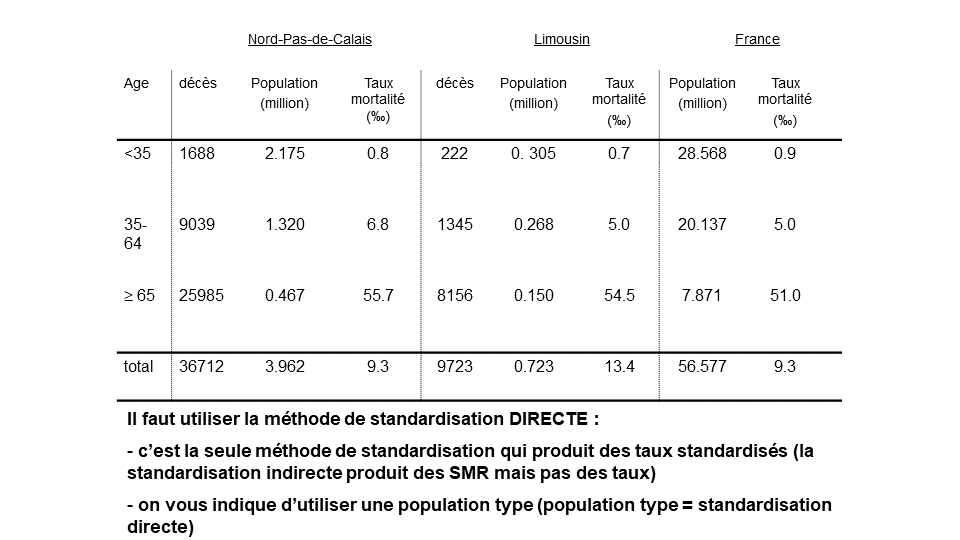 Nord-Pas-de-Calais Limousin France
Age décès Population (million) Taux mortalité (‰) décès Population (million) Taux mortalité (‰) Population (million) Taux mortalité (‰)
<35 1688 2.175 0.8 222 0. 305 0.7 28.568 0.9
35-64 9039 1.320 6.8 1345 0.268 5.0 20.137 5.0
≥ 65 25985 0.467 55.7 8156 0.150 54.5 7.871 51.0
total 36712 3.962 9.3 9723 0.723 13.4 56.577 9.3
Il faut utiliser la méthode de standardisation DIRECTE :
- c’est la seule méthode de standardisation qui produit des taux standardisés (la
standardisation indirecte produit des SMR mais pas des taux)
- on vous indique d’utiliser une population type (population type = standardisation
directe)